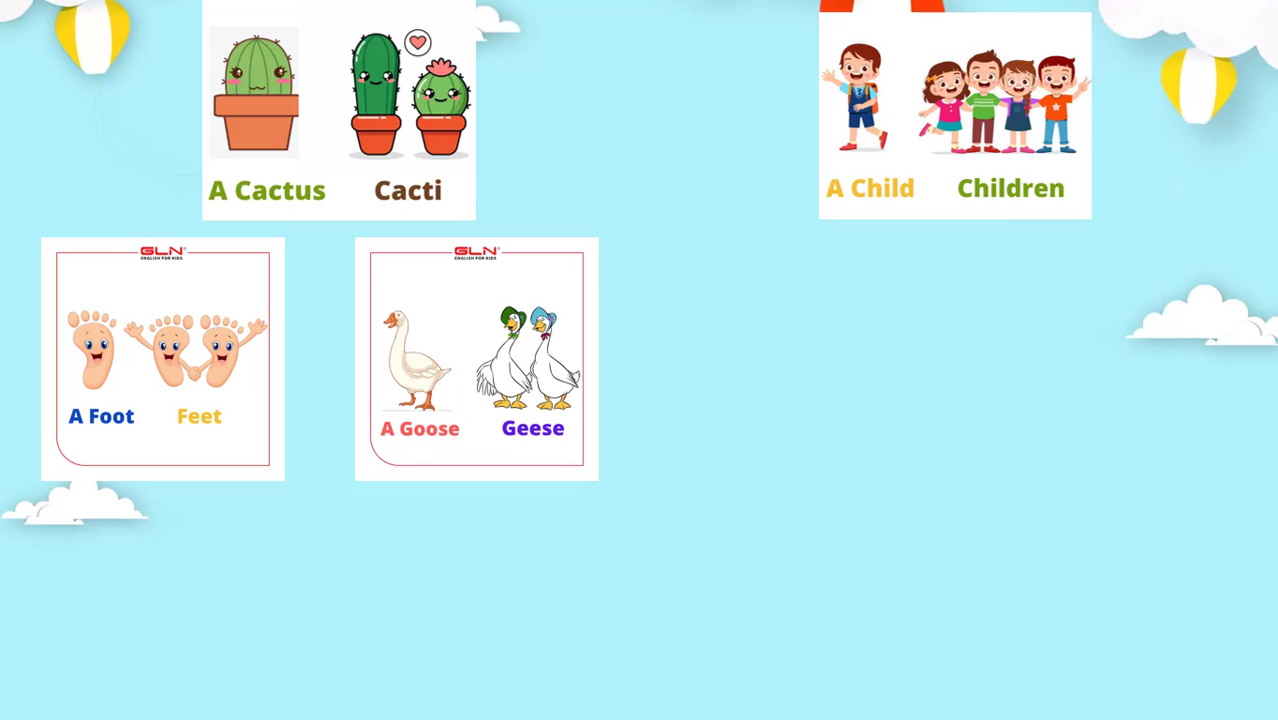 A Cactus Cacti
A Child Children
GLN®
ENGLISH FOR KIDS
A Foot Feet
GLN®
ENGLISH FOR KIDS
A Goose Geese